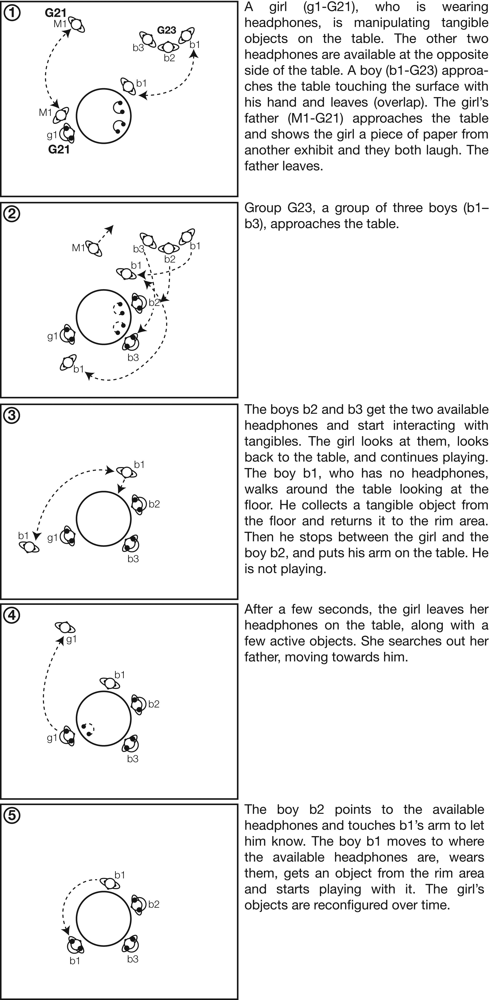 1
G21
M1
G23
b3
b2
b1
b1
M1
g1
G21
A girl (g1-G21), who is wearing
headphones, is manipulating tangible
objects on the table. The other two
headphones are available at the opposite
side of the table. A boy (b1-G23) approa-
ches the table touching the surface with
his hand and leaves (overlap). The girl’s
father (M1-G21) approaches the table
and shows the girl a piece of paper from
another exhibit and they both laugh. The
father leaves.
2
M1
b3
b2
b1
b1
b2
g1
b3
b1
Group G23, a group of three boys (b1–
b3), approaches the table.
3
b1
b2
b1
g1
b3
The boys b2 and b3 get the two available
headphones and start interacting with
tangibles. The girl looks at them, looks
back to the table, and continues playing.
The boy b1, who has no headphones,
walks around the table looking at the
floor. He collects a tangible object from
the floor and returns it to the rim area.
Then he stops between the girl and the
boy b2, and puts his arm on the table. He
is not playing.
4
g1
b1
b2
g1
b3
After a few seconds, the girl leaves her
headphones on the table, along with a
few active objects. She searches out her
father, moving towards him.
5
b1
b2
b1
b3
The boy b2 points to the available
headphones and touches b1’s arm to let
him know. The boy b1 moves to where
the available headphones are, wears
them, gets an object from the rim area
and starts playing with it. The girl’s
objects are reconfigured over time.